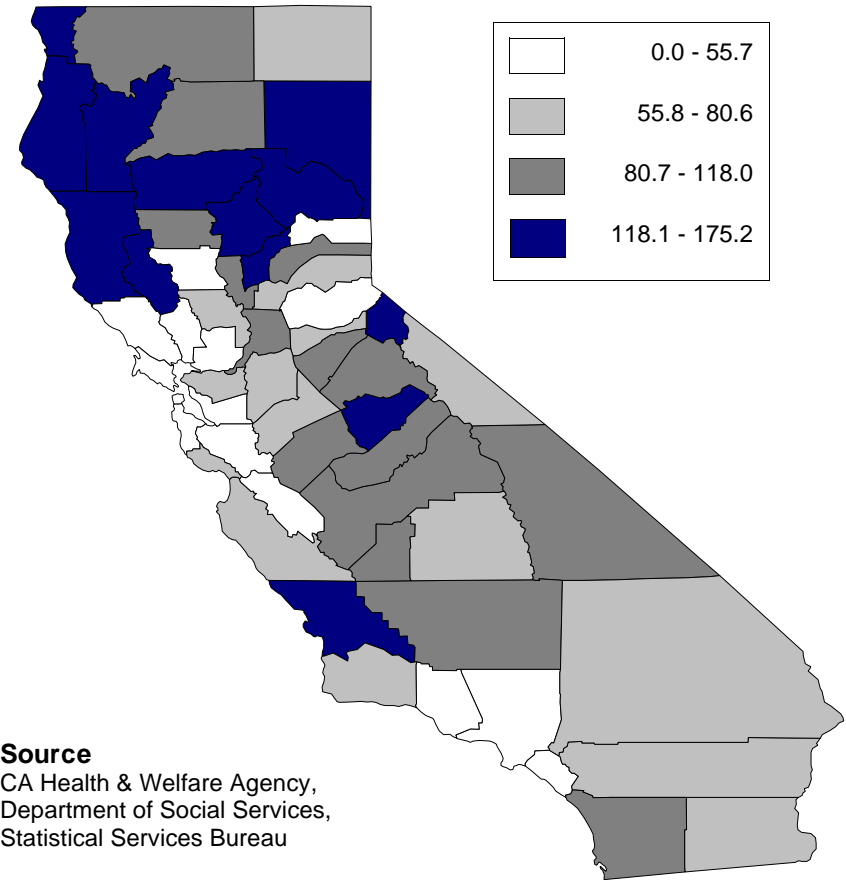 0.0 - 55.7
55.8 - 80.6
80.7 - 118.0
118.1 - 175.2
Source
CA Health & Welfare Agency,
Department of Social Services,
Statistical Services Bureau